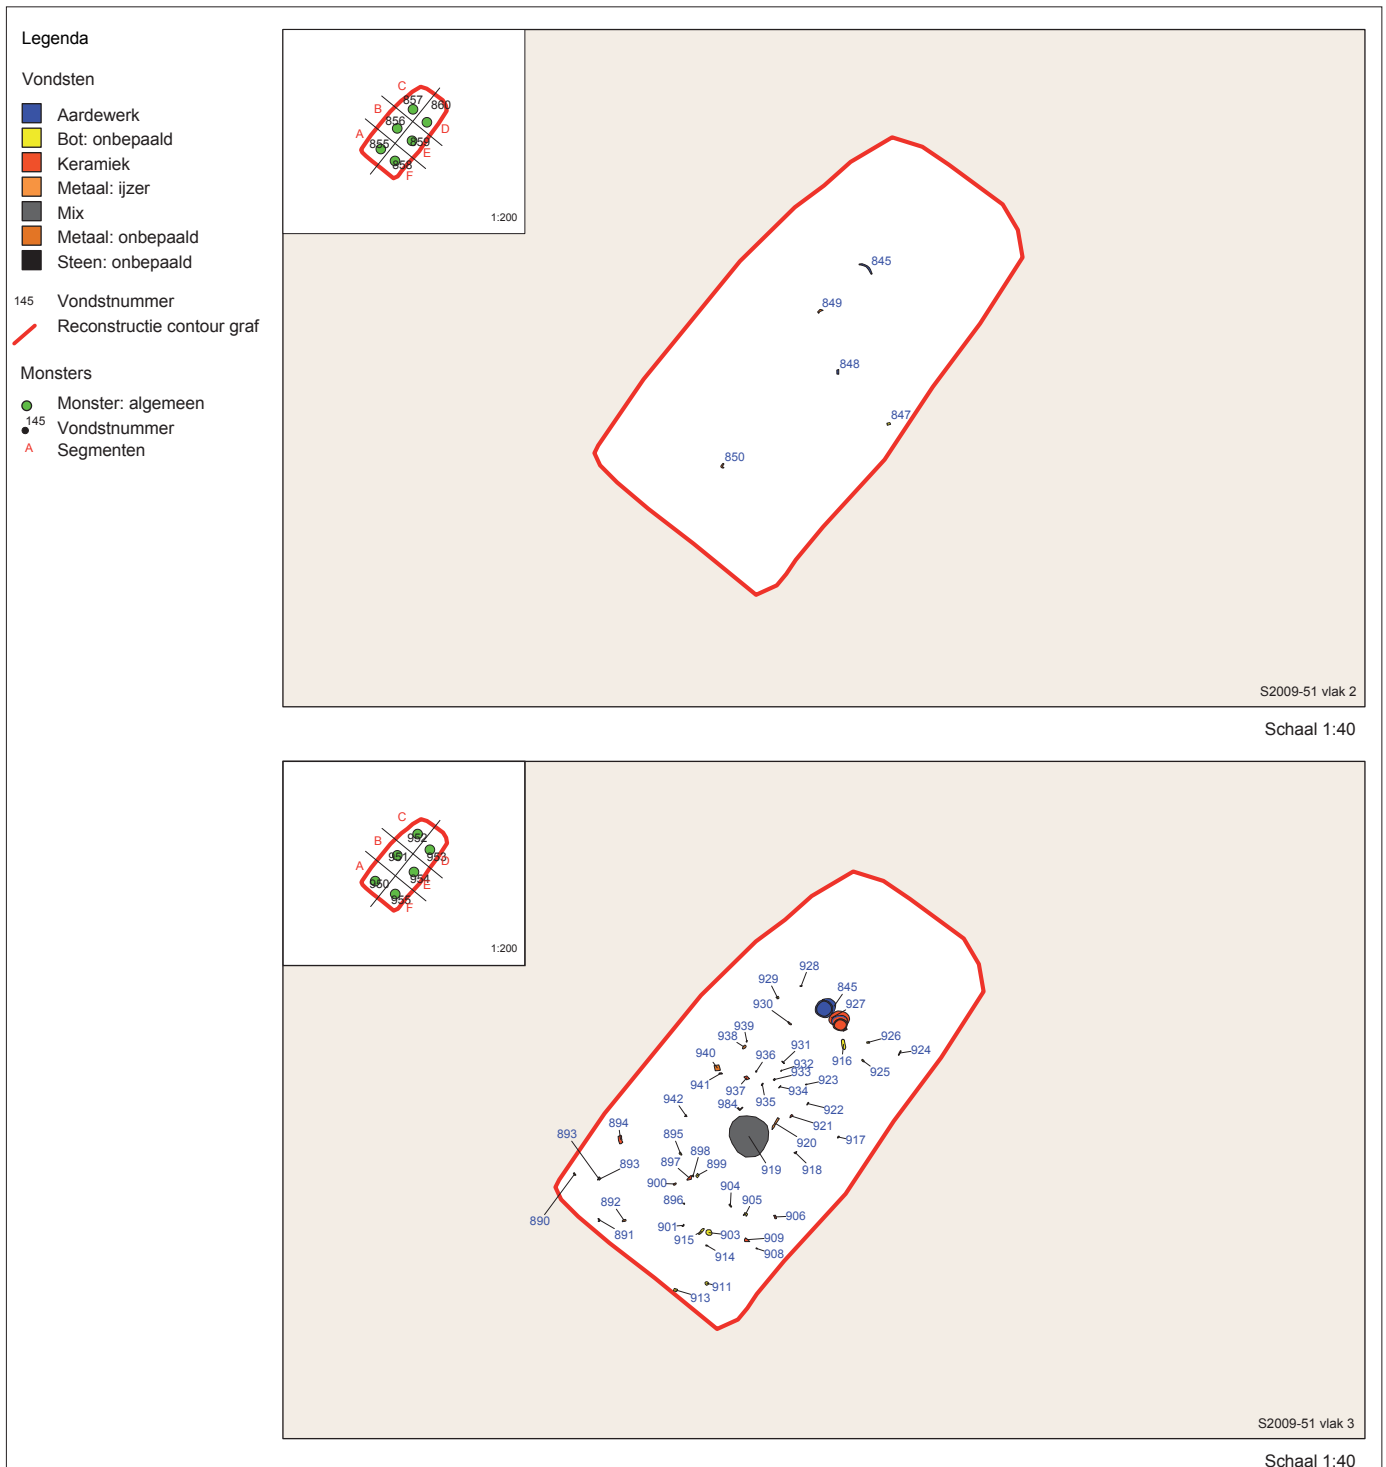 Legenda
Vondsten
Aardewerk
Bot: onbepaald
Keramiek
Metaal: ijzer
Mix
Metaal: onbepaald
Steen: onbepaald
145 Vondstnummer
Reconstructie contour graf
Monsters
Monster: algemeen
145 Vondstnummer
A Segmenten
C
857
860
B
856
D
A
859
855
E
858
F
1:200
845
849
848
847
850
S2009-51 vlak 2
Schaal 1:40
C
952
B
951
953
D
A
954
950
E
955
F
1:200
928
929
845
927
930
939
938
931
926
924
940
936
916
932
925
941
933
923
937
934
935
942
984
922
921
894
893
895
920
917
898
893
897
899
919
918
900
904
892
896
905
906
890
901
903
891
915
909
914
908
911
913
S2009-51 vlak 3
Schaal 1:40